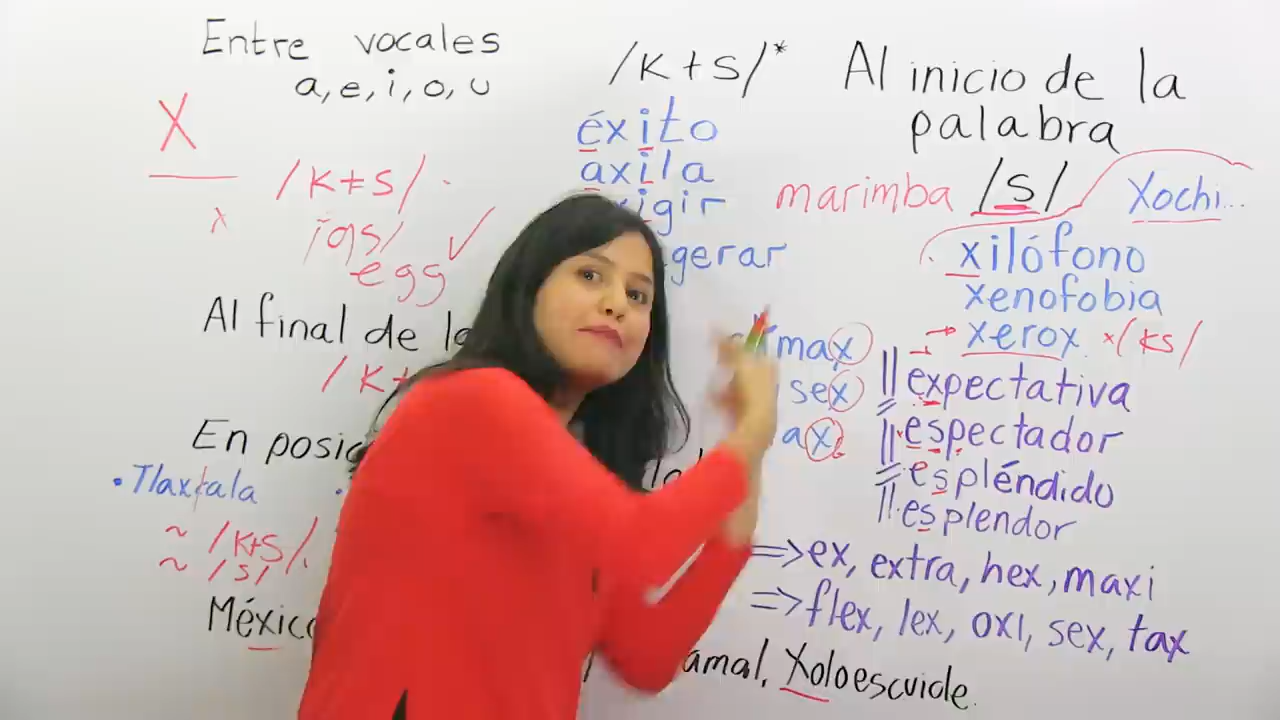 Entre vocales
a, e, i, o, u
X
/K+S/
x
/gs/
egg
Al final de la
/K+
En posic
•Tlaxcala
~ /K+S/.
~ /S/
México
/K+S/*
éxito
axila
igir
gerar
max
sex
ax
Al inicio de la
palabra
marimba /S/ Xochi...
xilófono
xenofobia
→ xerox. x/KS/
expectativa
espectador
espléndido
esplendor
=>ex, extra, hex, maxi
=>flex, lex, oxi, sex, tax
amal, Xoloescuicle.